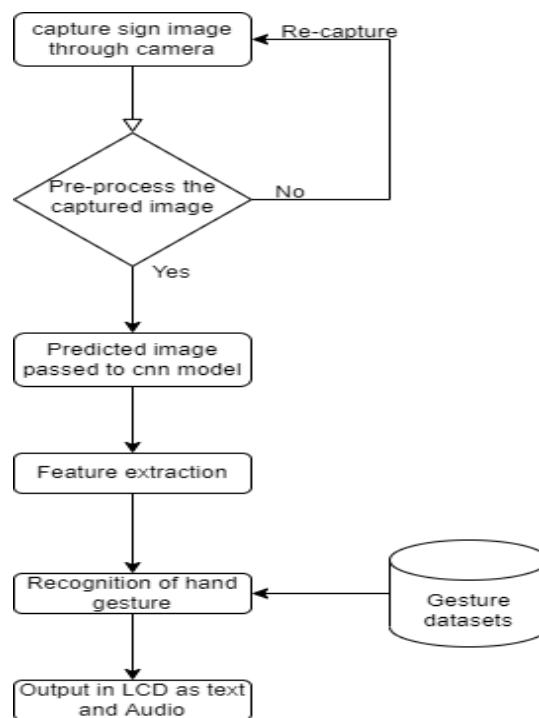 capture sign image
through camera
Re-capture
Pre-process the
captured image
No
Yes
Predicted image
passed to cnn model
Feature extraction
Recognition of hand
gesture
Gesture
datasets
Output in LCD as text
and Audio